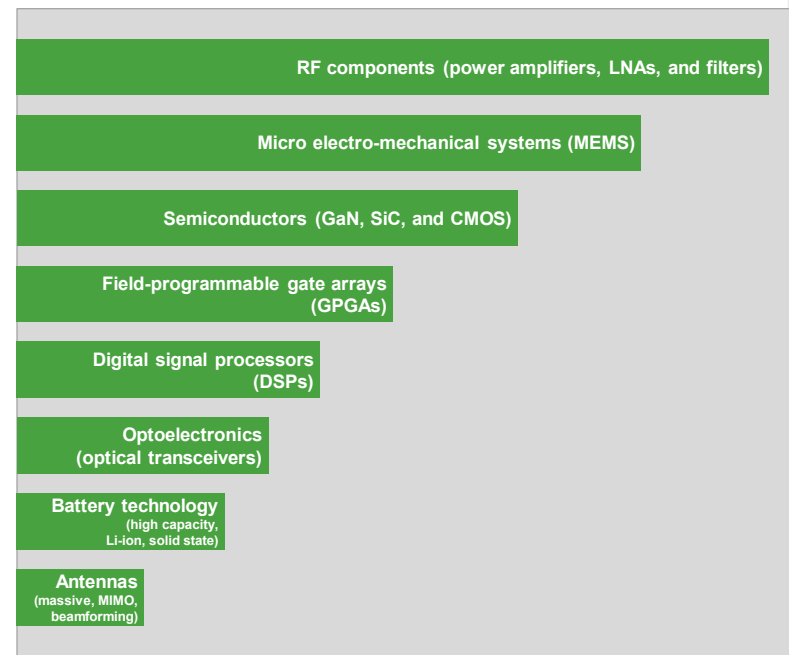 RF components (power amplifiers, LNAs, and filters)
Micro electro-mechanical systems (MEMS)
Semiconductors (GaN, SiC, and CMOS)
Field-programmable gate arrays
(GPGAs)
Digital signal processors
(DSPs)
Optoelectronics
(optical transceivers)
Battery technology
(high capacity,
Li-ion, solid state)
Antennas
(massive, MIMO,
beamforming)